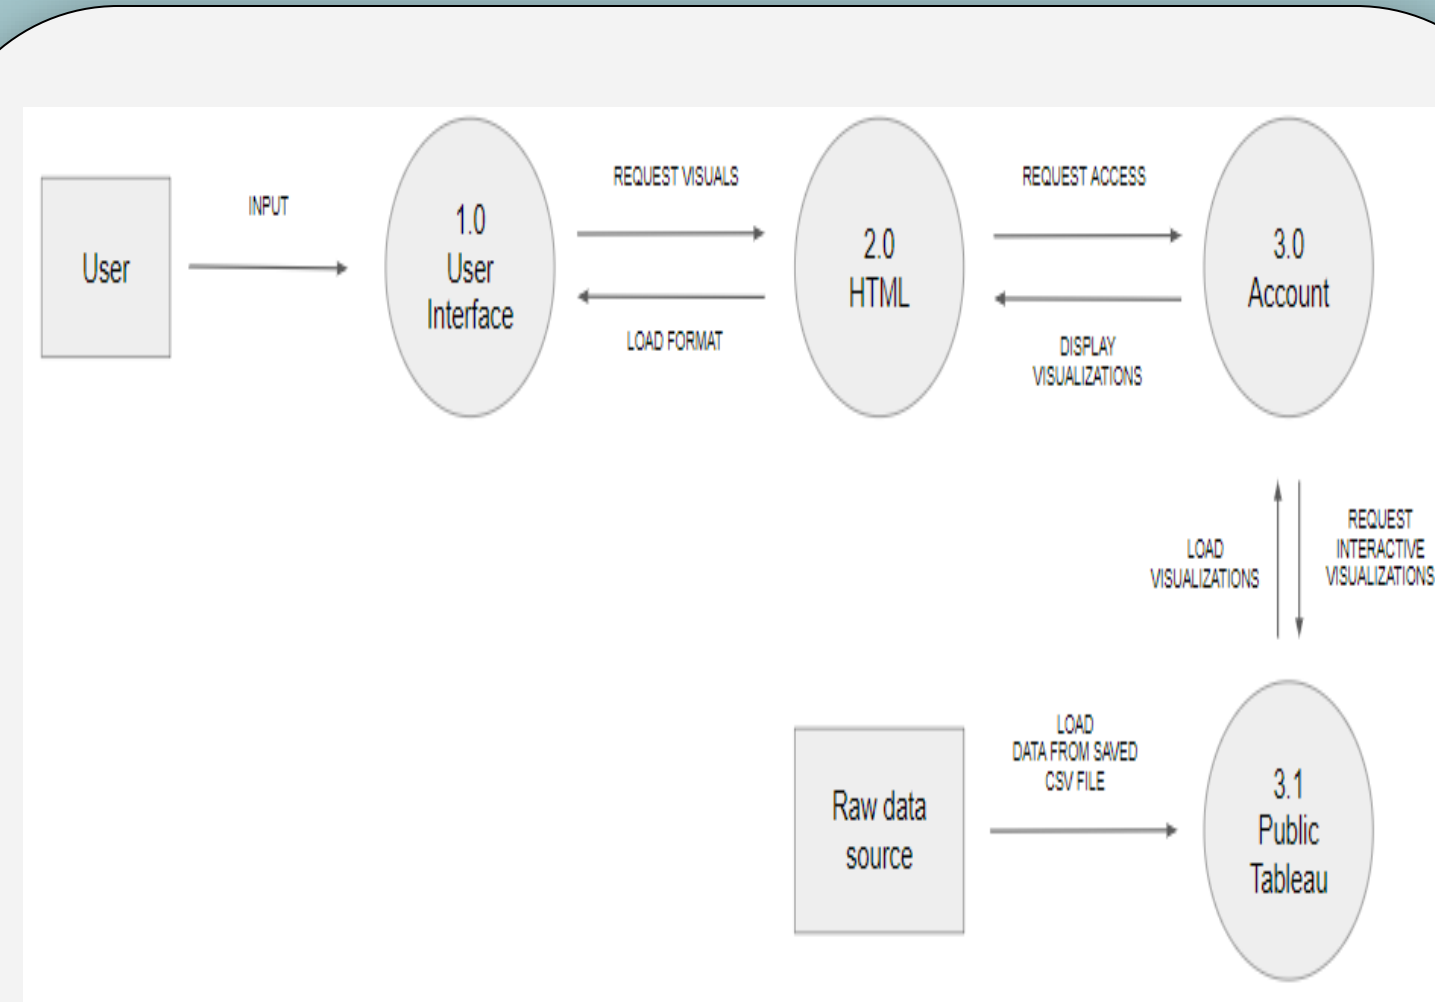 User
INPUT
1.0
User
Interface
REQUEST VISUALS
LOAD FORMAT
2.0
HTML
REQUEST ACCESS
DISPLAY
VISUALIZATIONS
3.0
Account
LOAD
VISUALIZATIONS
REQUEST
INTERACTIVE
VISUALIZATIONS
Raw data
source
LOAD
DATA FROM SAVED
CSV FILE
3.1
Public
Tableau